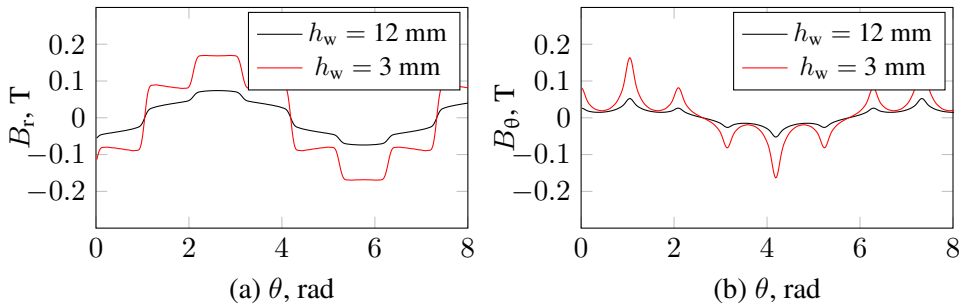 0.2
0.1
0
−0.1
−0.2
B_r, T
h_w = 12 mm
h_w = 3 mm
0 2 4 6 8
(a) θ, rad
0.2
0.1
0
−0.1
−0.2
B_θ, T
h_w = 12 mm
h_w = 3 mm
0 2 4 6 8
(b) θ, rad